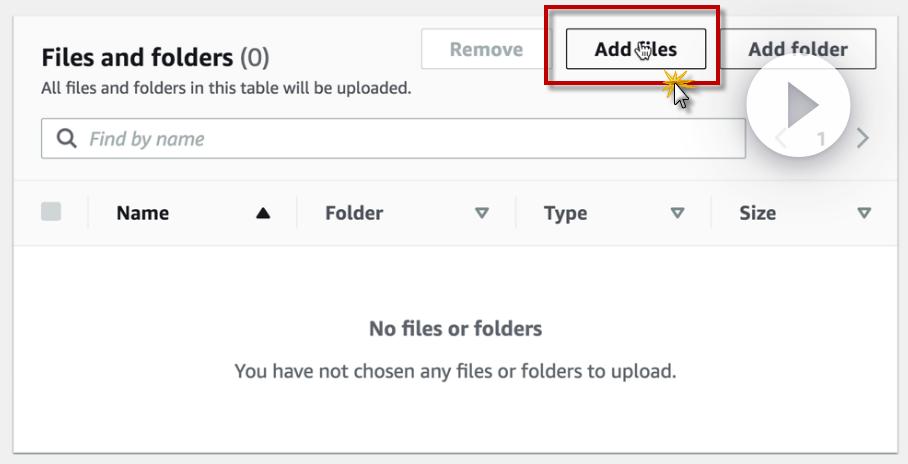 Files and folders (0)
Remove
Add files
Add folder
All files and folders in this table will be uploaded.
Find by name
1
Name
Folder
Type
Size
No files or folders
You have not chosen any files or folders to upload.